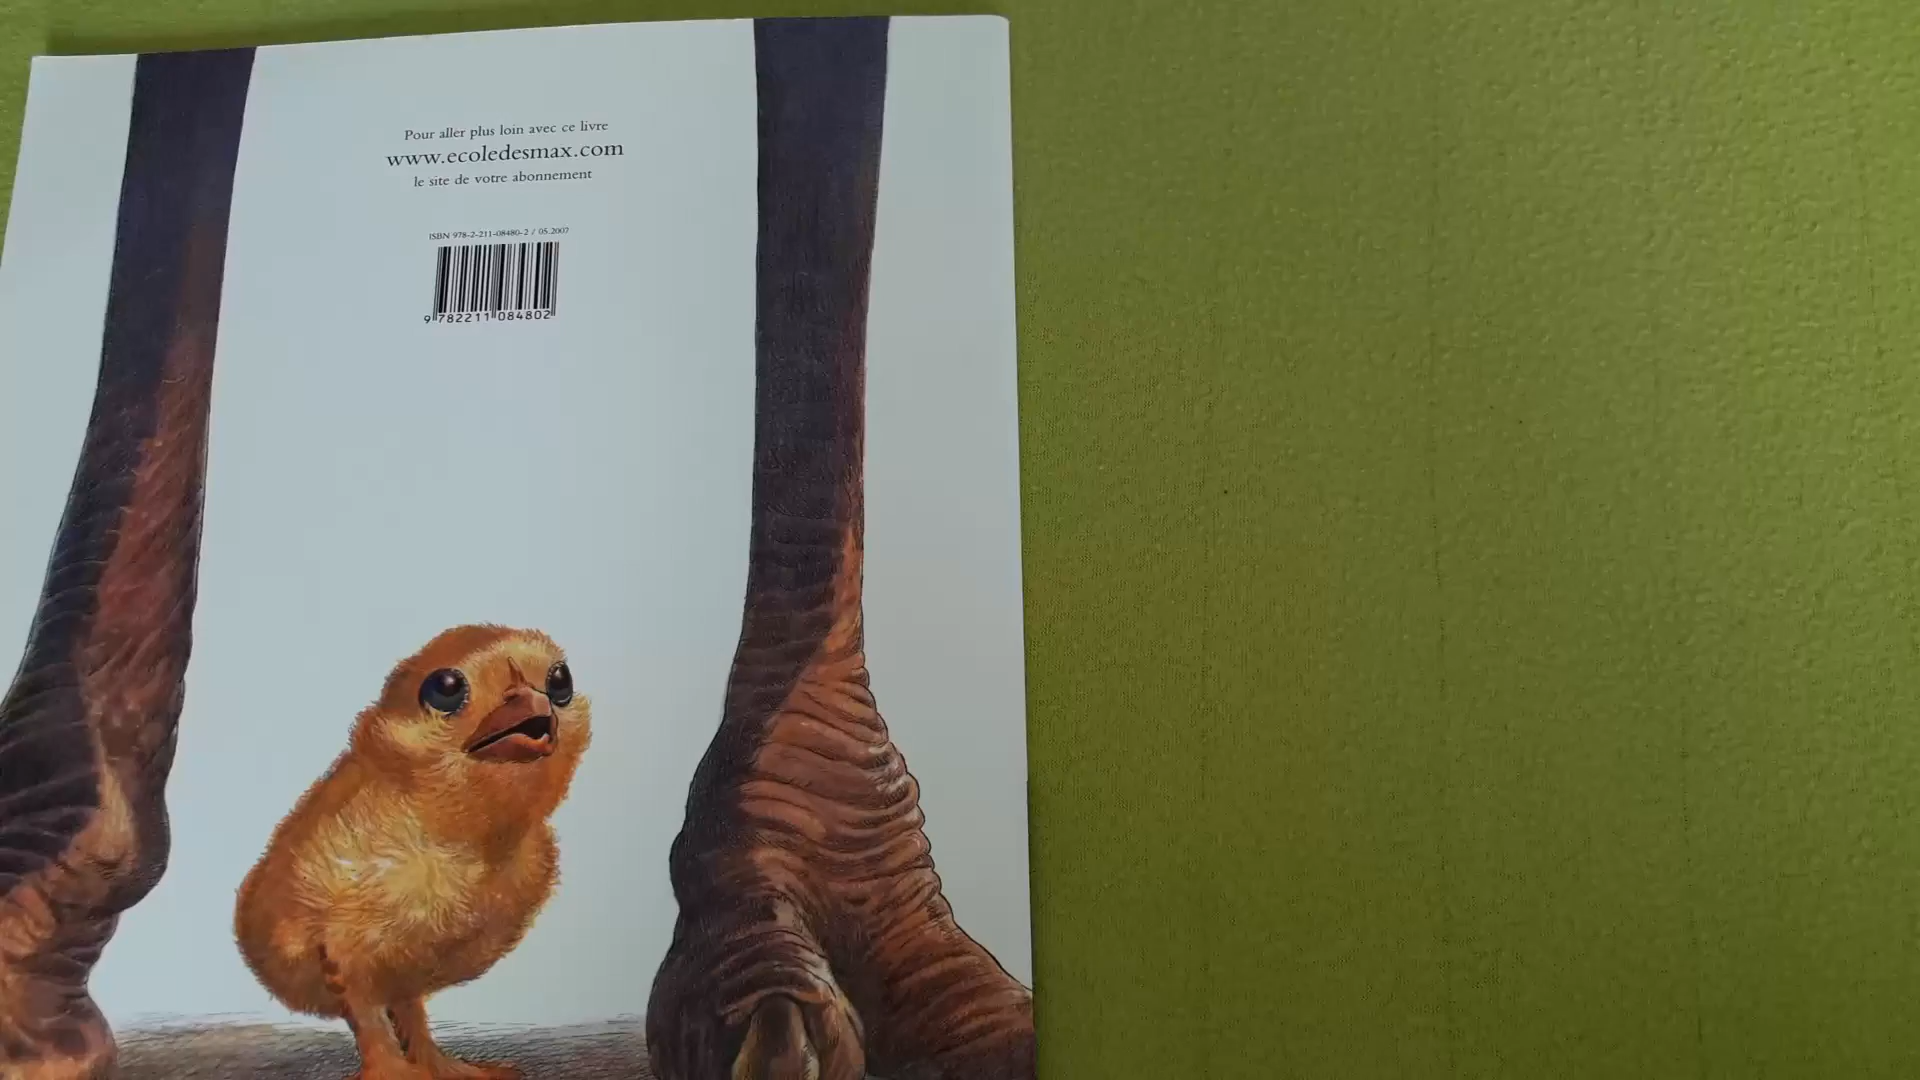 Pour aller plus loin avec ce livre
www.ecoledesmax.com
le site de votre abonnement
ISBN 978-2-211-08480-2 / 05.2007
9 782211 084802